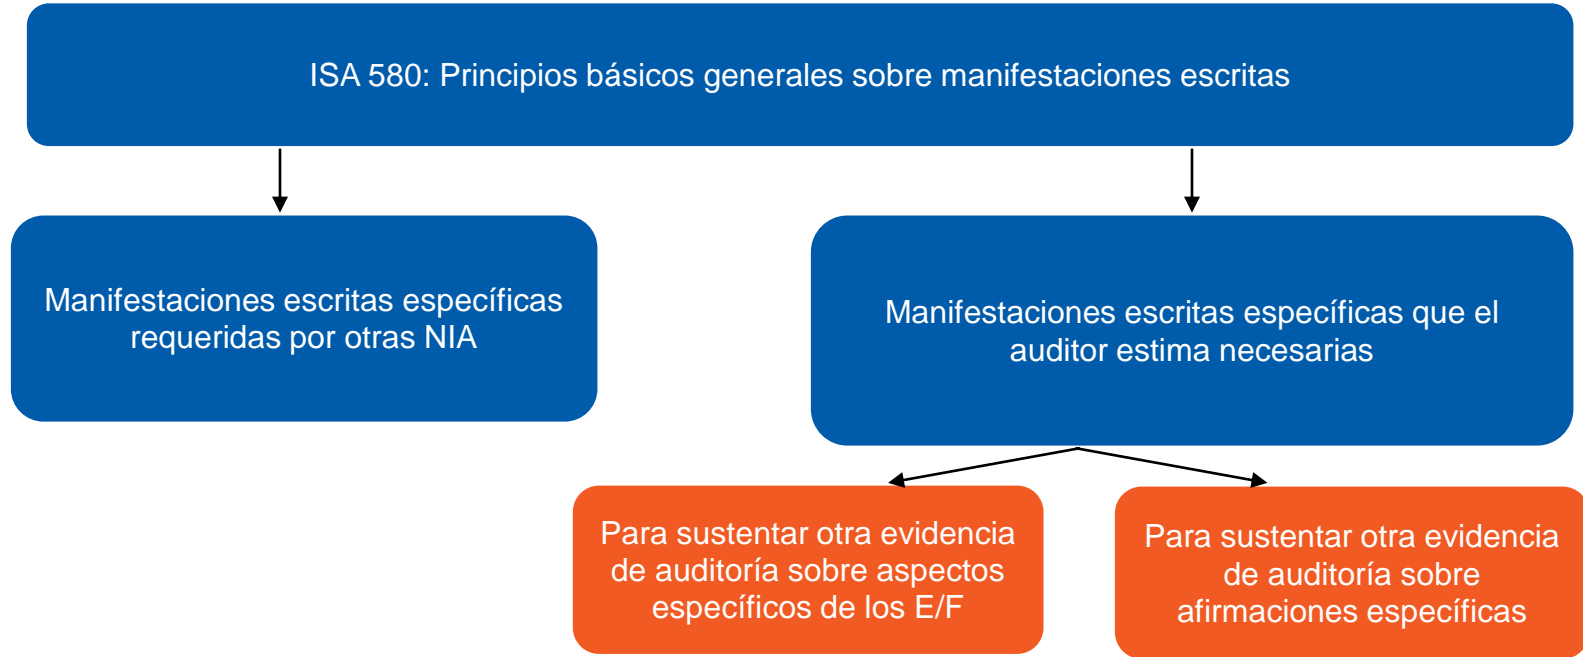 ISA 580: Principios básicos generales sobre manifestaciones escritas
Manifestaciones escritas específicas
requeridas por otras NIA
Manifestaciones escritas específicas que el
auditor estima necesarias
Para sustentar otra evidencia
de auditoría sobre aspectos
específicos de los E/F
Para sustentar otra evidencia
de auditoría sobre
afirmaciones específicas